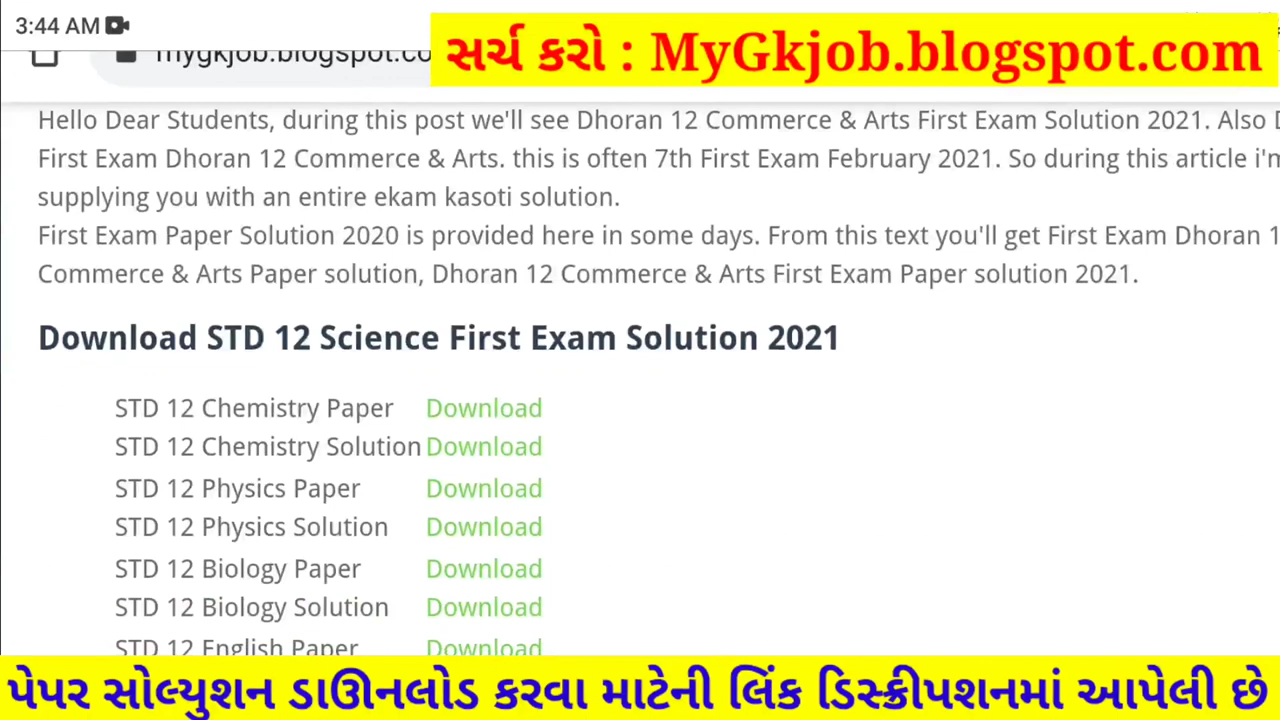 3:44 AM
સર્ચ કરો : MyGkjob.blogspot.com
mygkjob.blogspot.co
Hello Dear Students, during this post we'll see Dhoran 12 Commerce & Arts First Exam Solution 2021. Also D
First Exam Dhoran 12 Commerce & Arts. this is often 7th First Exam February 2021. So during this article i'm
supplying you with an entire ekam kasoti solution.
First Exam Paper Solution 2020 is provided here in some days. From this text you'll get First Exam Dhoran 1
Commerce & Arts Paper solution, Dhoran 12 Commerce & Arts First Exam Paper solution 2021.
Download STD 12 Science First Exam Solution 2021
STD 12 Chemistry Paper Download
STD 12 Chemistry Solution Download
STD 12 Physics Paper Download
STD 12 Physics Solution Download
STD 12 Biology Paper Download
STD 12 Biology Solution Download
STD 12 English Paper Download
પેપર સોલ્યુશન ડાઊનલોડ કરવા માટેની લિંક ડિસ્ક્રીપશનમાં આપેલી છે